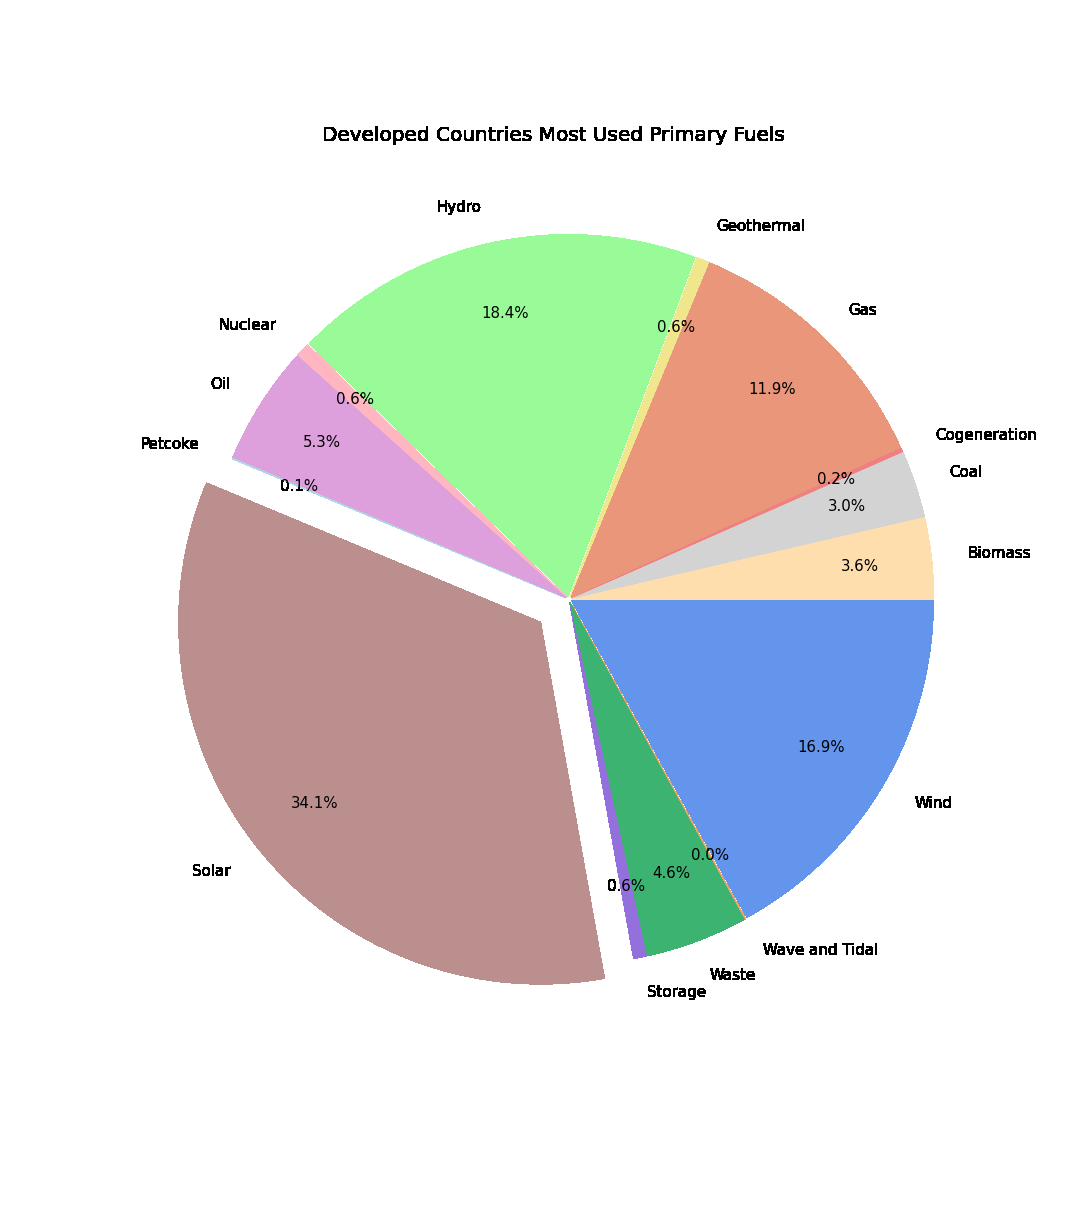 Developed Countries Most Used Primary Fuels
Hydro
Geothermal
Gas
18.4%
0.6%
Nuclear
Oil
11.9%
0.6%
5.3%
Petcoke
0.1%
Cogeneration
Coal
0.2%
3.0%
Biomass
3.6%
16.9%
34.1%
Wind
0.0%
4.6%
0.6%
Solar
Wave and Tidal
Waste
Storage